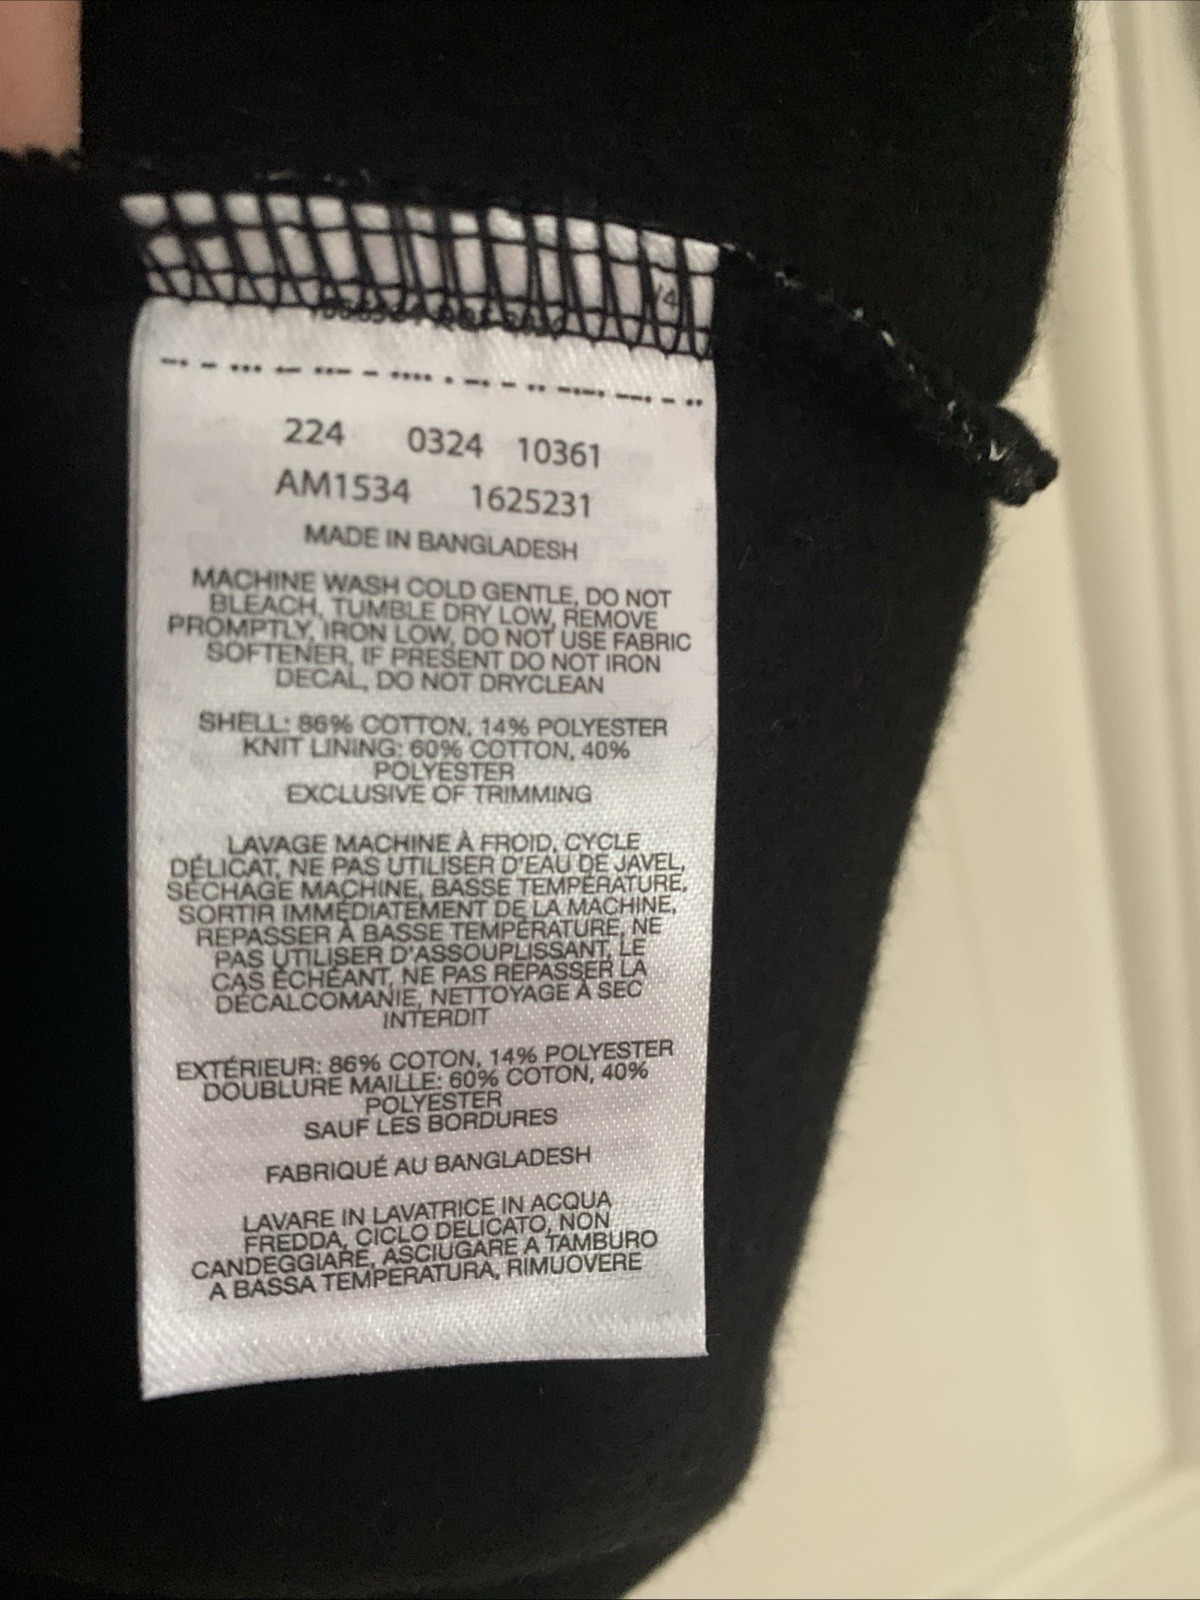 224 0324 10361
AM1534 1625231
MADE IN BANGLADESH
MACHINE WASH COLD GENTLE, DO NOT
BLEACH, TUMBLE DRY LOW, REMOVE
PROMPTLY, IRON LOW, DO NOT USE FABRIC
SOFTENER, IF PRESENT DO NOT IRON
DECAL, DO NOT DRYCLEAN
SHELL: 86% COTTON, 14% POLYESTER
KNIT LINING: 60% COTTON, 40%
POLYESTER
EXCLUSIVE OF TRIMMING
LAVAGE MACHINE À FROID, CYCLE
DÉLICAT, NE PAS UTILISER D'EAU DE JAVEL,
SÉCHAGE MACHINE, BASSE TEMPÉRATURE,
SORTIR IMMÉDIATEMENT DE LA MACHINE,
REPASSER À BASSE TEMPÉRATURE, NE
PAS UTILISER D'ASSOUPLISSANT, LE
CAS ÉCHÉANT, NE PAS REPASSER LA
DÉCALCOMANIE, NETTOYAGE À SEC
INTERDIT
EXTÉRIEUR: 86% COTON, 14% POLYESTER
DOUBLURE MAILLE: 60% COTON, 40%
POLYESTER
SAUF LES BORDURES
FABRIQUÉ AU BANGLADESH
LAVARE IN LAVATRICE IN ACQUA
FREDDA, CICLO DELICATO, NON
CANDEGGIARE, ASCIUGARE A TAMBURO
A BASSA TEMPERATURA, RIMUOVERE